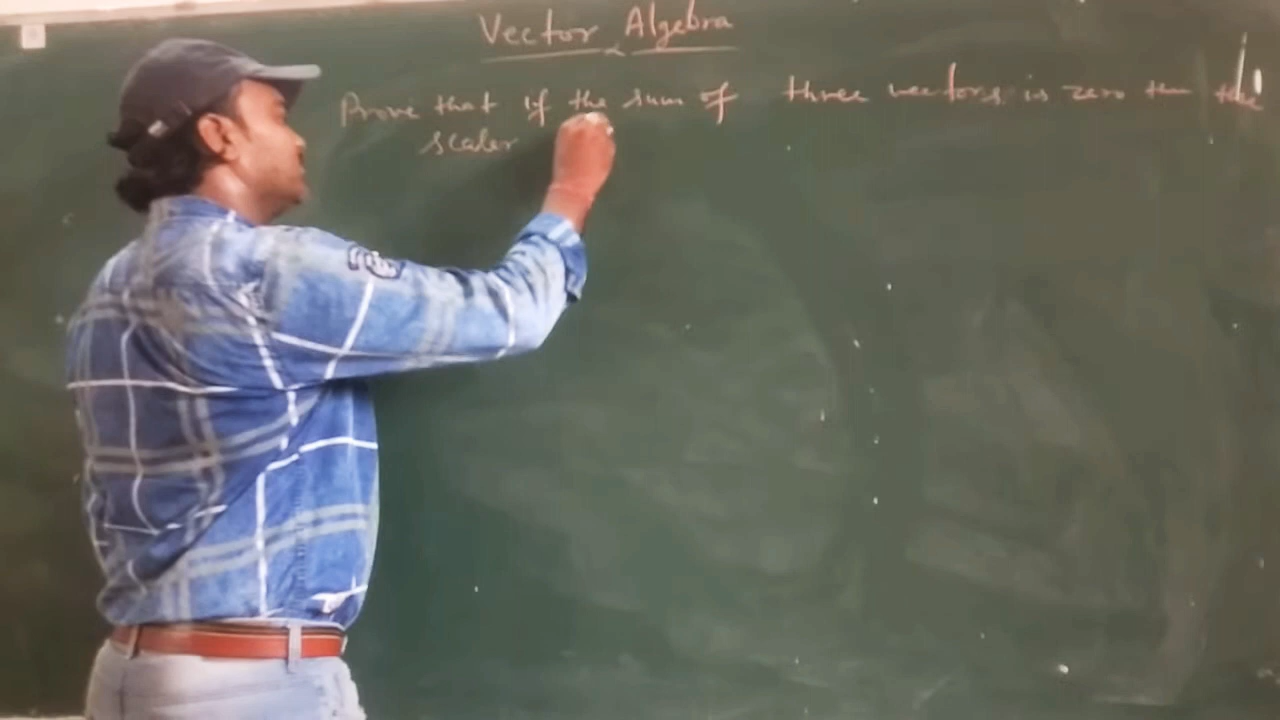 Vector Algebra
Prove that if the sum of three vectors is zero then the
scaler